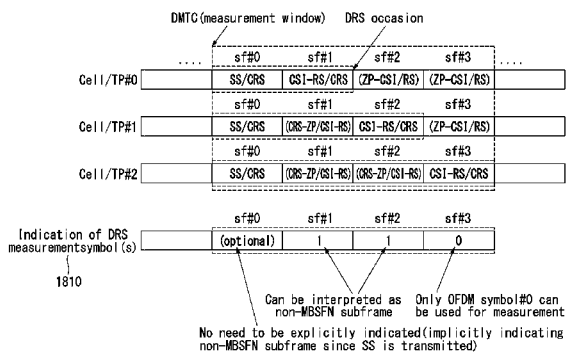 DMTC(measurement window)
DRS occasion
.... sf#0 sf#1 sf#2 sf#3 ....
Cell/TP#0 SS/CRS CSI-RS/CRS (ZP-CSI/RS) (ZP-CSI/RS)
sf#0 sf#1 sf#2 sf#3
Cell/TP#1 SS/CRS (CRS-ZP/CSI-RS) CSI-RS/CRS (ZP-CSI/RS)
sf#0 sf#1 sf#2 sf#3
Cell/TP#2 SS/CRS (CRS-ZP/CSI-RS) (CRS-ZP/CSI-RS) CSI-RS/CRS
sf#0 sf#1 sf#2 sf#3
Indication of DRS
measurementsymbol(s)
(optional) 1 1 0
1810
Can be interpreted as
non-MBSFN subframe
Only OFDM symbol#0 can
be used for measurement
No need to be explicitly indicated(implicitly indicating
non-MBSFN subframe since SS is transmitted)